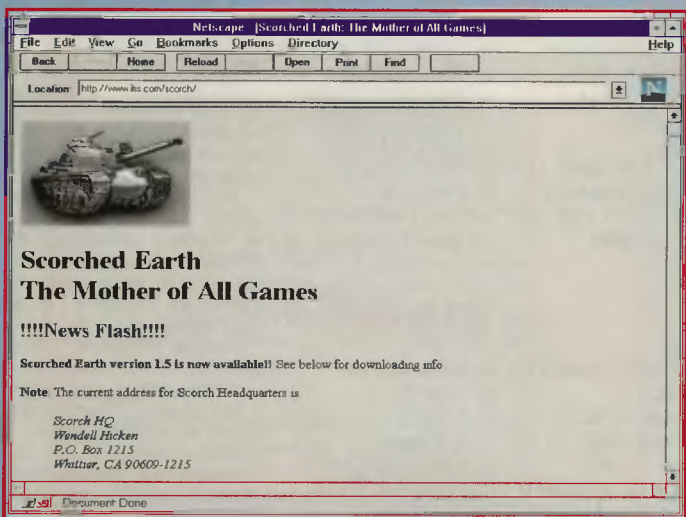 Netscape - [Scorched Earth: The Mother of All Games]
File Edit View Go Bookmarks Options Directory Help
Back Home Reload Open Print Find
Location: http://www.iks.com/scorch/
N
Scorched Earth
The Mother of All Games
!!!!News Flash!!!!
Scorched Earth version 1.5 is now available!! See below for downloading info
Note: The current address for Scorch Headquarters is
Scorch HQ
Wendell Hicken
P.O. Box 1215
Whittier, CA 90609-1215
Document Done